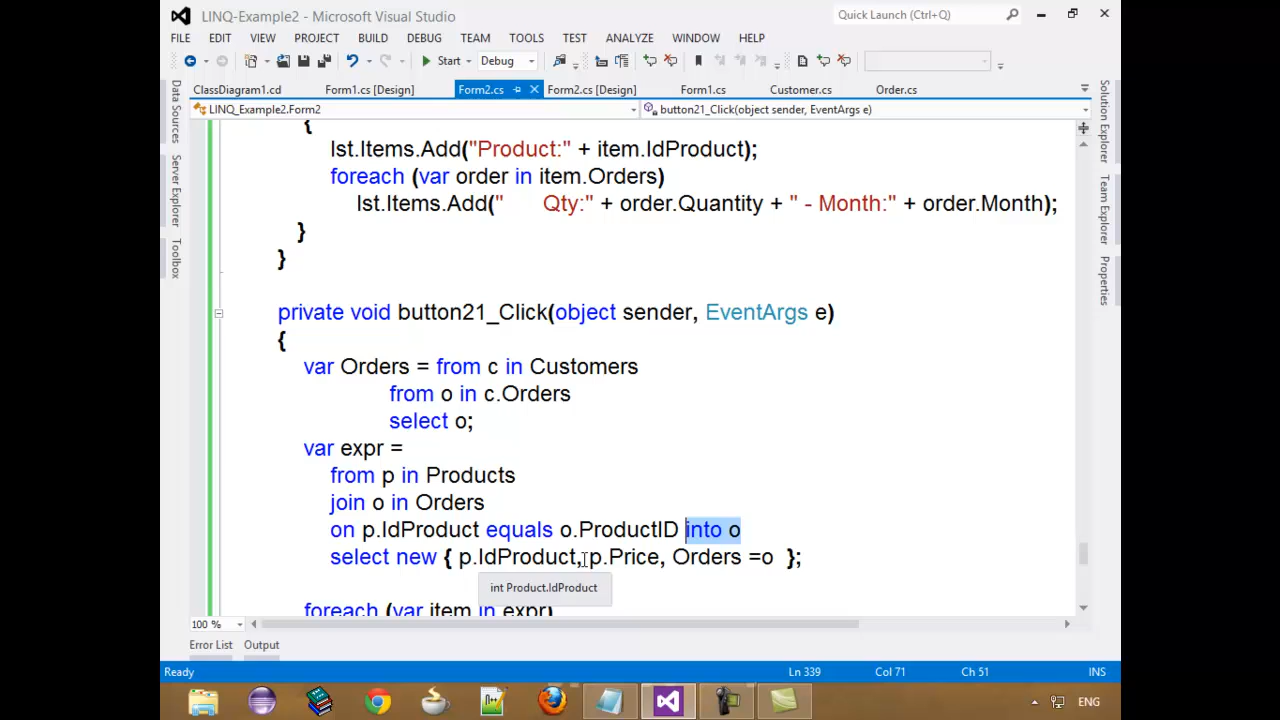 LINQ-Example2 - Microsoft Visual Studio
Quick Launch (Ctrl+Q)
FILE EDIT VIEW PROJECT BUILD DEBUG TEAM TOOLS TEST ANALYZE WINDOW HELP
Start Debug
ClassDiagram1.cd Form1.cs [Design] Form2.cs Form2.cs [Design] Form1.cs Customer.cs Order.cs
LINQ_Example2.Form2 button21_Click(object sender, EventArgs e)
Data Sources
Server Explorer
Toolbox
Solution Explorer
Team Explorer
Properties
{
lst.Items.Add("Product:" + item.IdProduct);
foreach (var order in item.Orders)
lst.Items.Add("      Qty:" + order.Quantity + " - Month:" + order.Month);
}
}
private void button21_Click(object sender, EventArgs e)
{
var Orders = from c in Customers
from o in c.Orders
select o;
var expr =
from p in Products
join o in Orders
on p.IdProduct equals o.ProductID into o
select new { p.IdProduct, p.Price, Orders =o  };
int Product.IdProduct
foreach (var item in expr)
100 %
Error List Output
Ready Ln 339 Col 71 Ch 51 INS
ENG